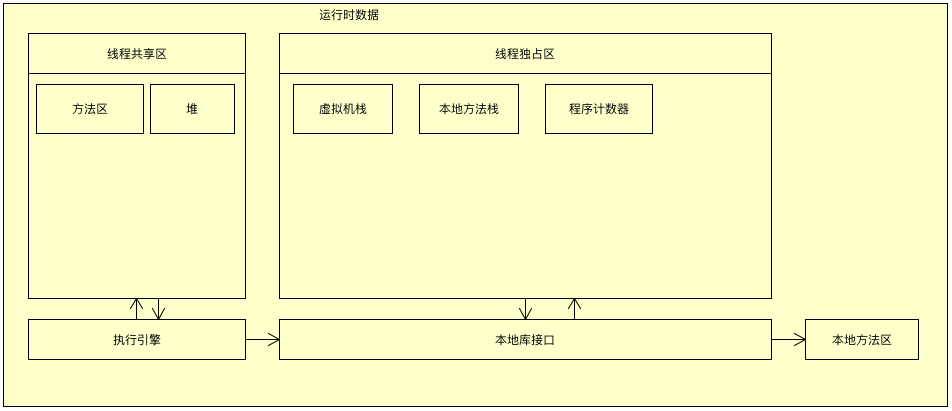 运行时数据
线程共享区
线程独占区
方法区
堆
虚拟机栈
本地方法栈
程序计数器
执行引擎
本地库接口
本地方法区